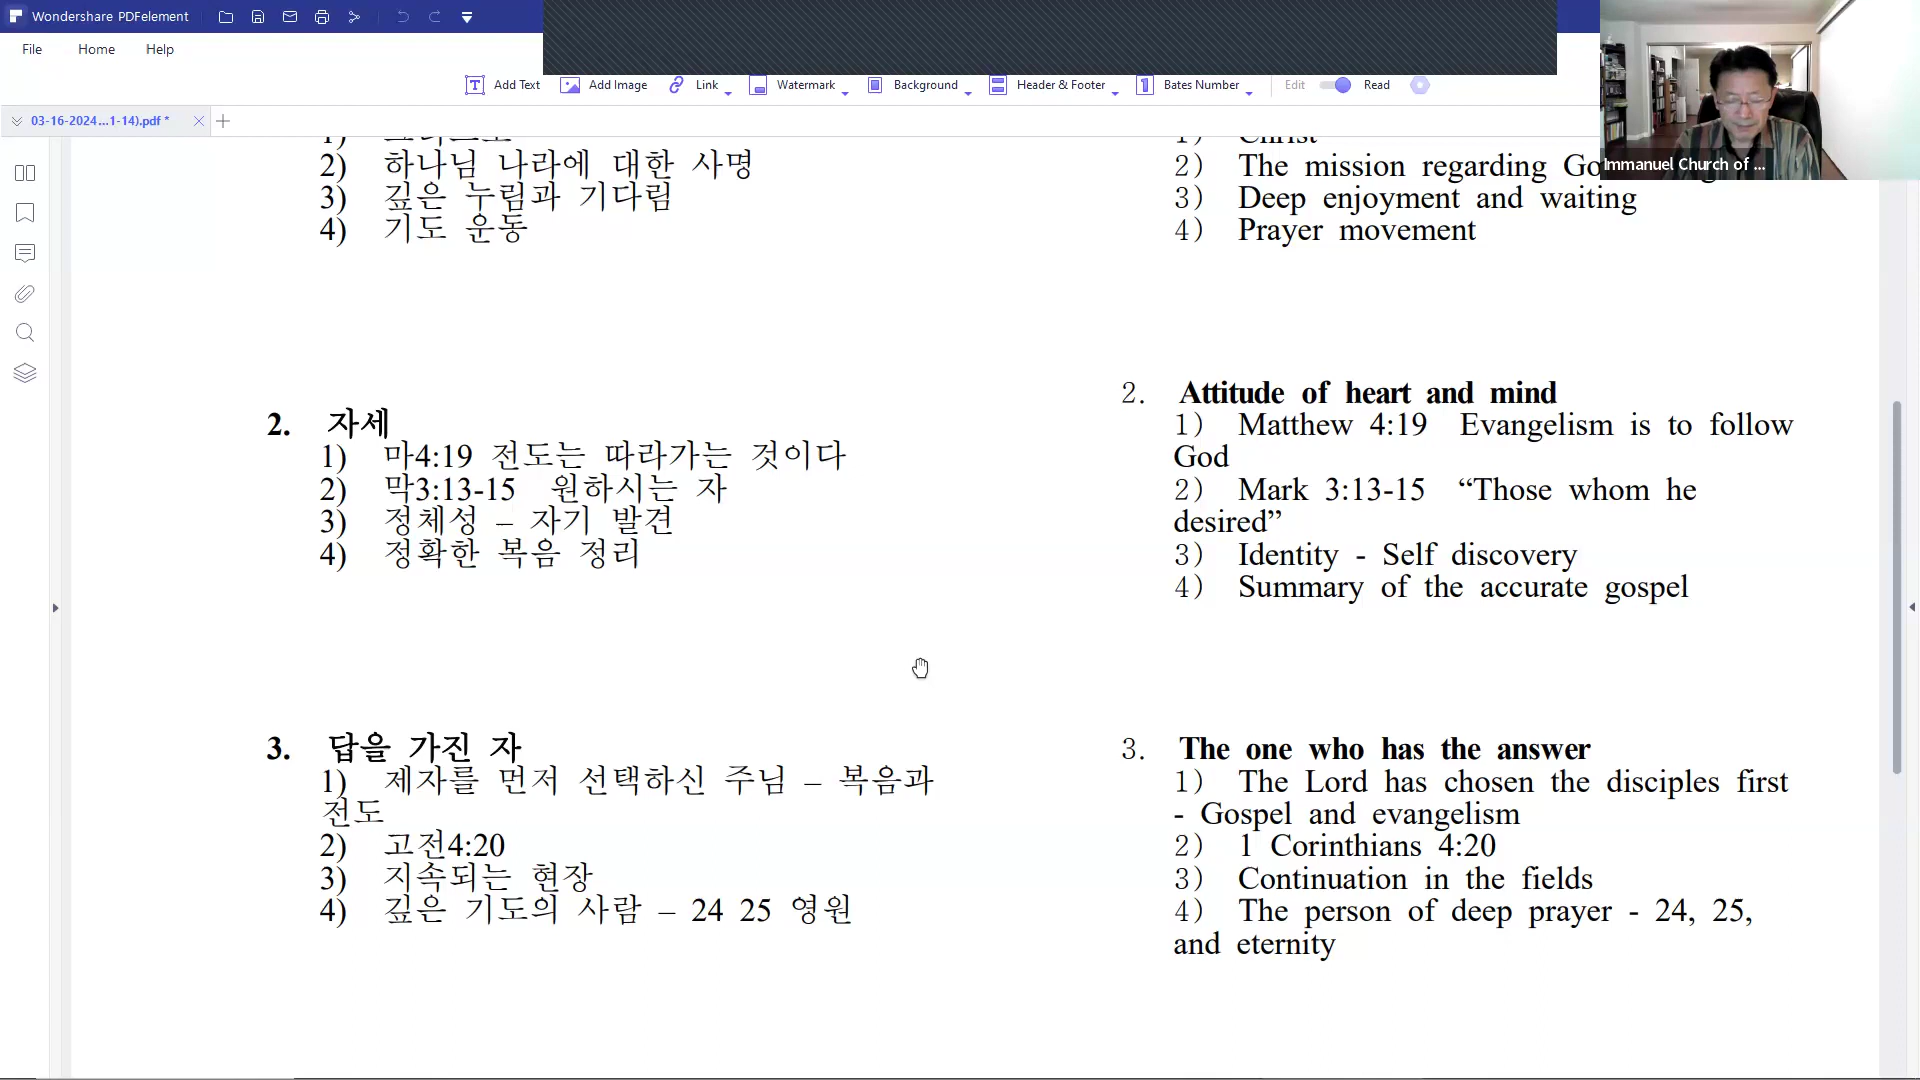 Wondershare PDFelement
File Home Help
Add Text Add Image Link Watermark Background Header & Footer Bates Number Edit Read
03-16-2024...1-14).pdf *
Immanuel Church of ...
2) 하나님 나라에 대한 사명
3) 깊은 누림과 기다림
4) 기도 운동
2. 자세
1) 마4:19 전도는 따라가는 것이다
2) 막3:13-15 원하시는 자
3) 정체성 – 자기 발견
4) 정확한 복음 정리
3. 답을 가진 자
1) 제자를 먼저 선택하신 주님 – 복음과
전도
2) 고전4:20
3) 지속되는 현장
4) 깊은 기도의 사람 – 24 25 영원
1) Christ
2) The mission regarding
3) Deep enjoyment and waiting
4) Prayer movement
2. Attitude of heart and mind
1) Matthew 4:19 Evangelism is to follow
God
2) Mark 3:13-15 “Those whom he
desired”
3) Identity - Self discovery
4) Summary of the accurate gospel
3. The one who has the answer
1) The Lord has chosen the disciples first
- Gospel and evangelism
2) 1 Corinthians 4:20
3) Continuation in the fields
4) The person of deep prayer - 24, 25,
and eternity